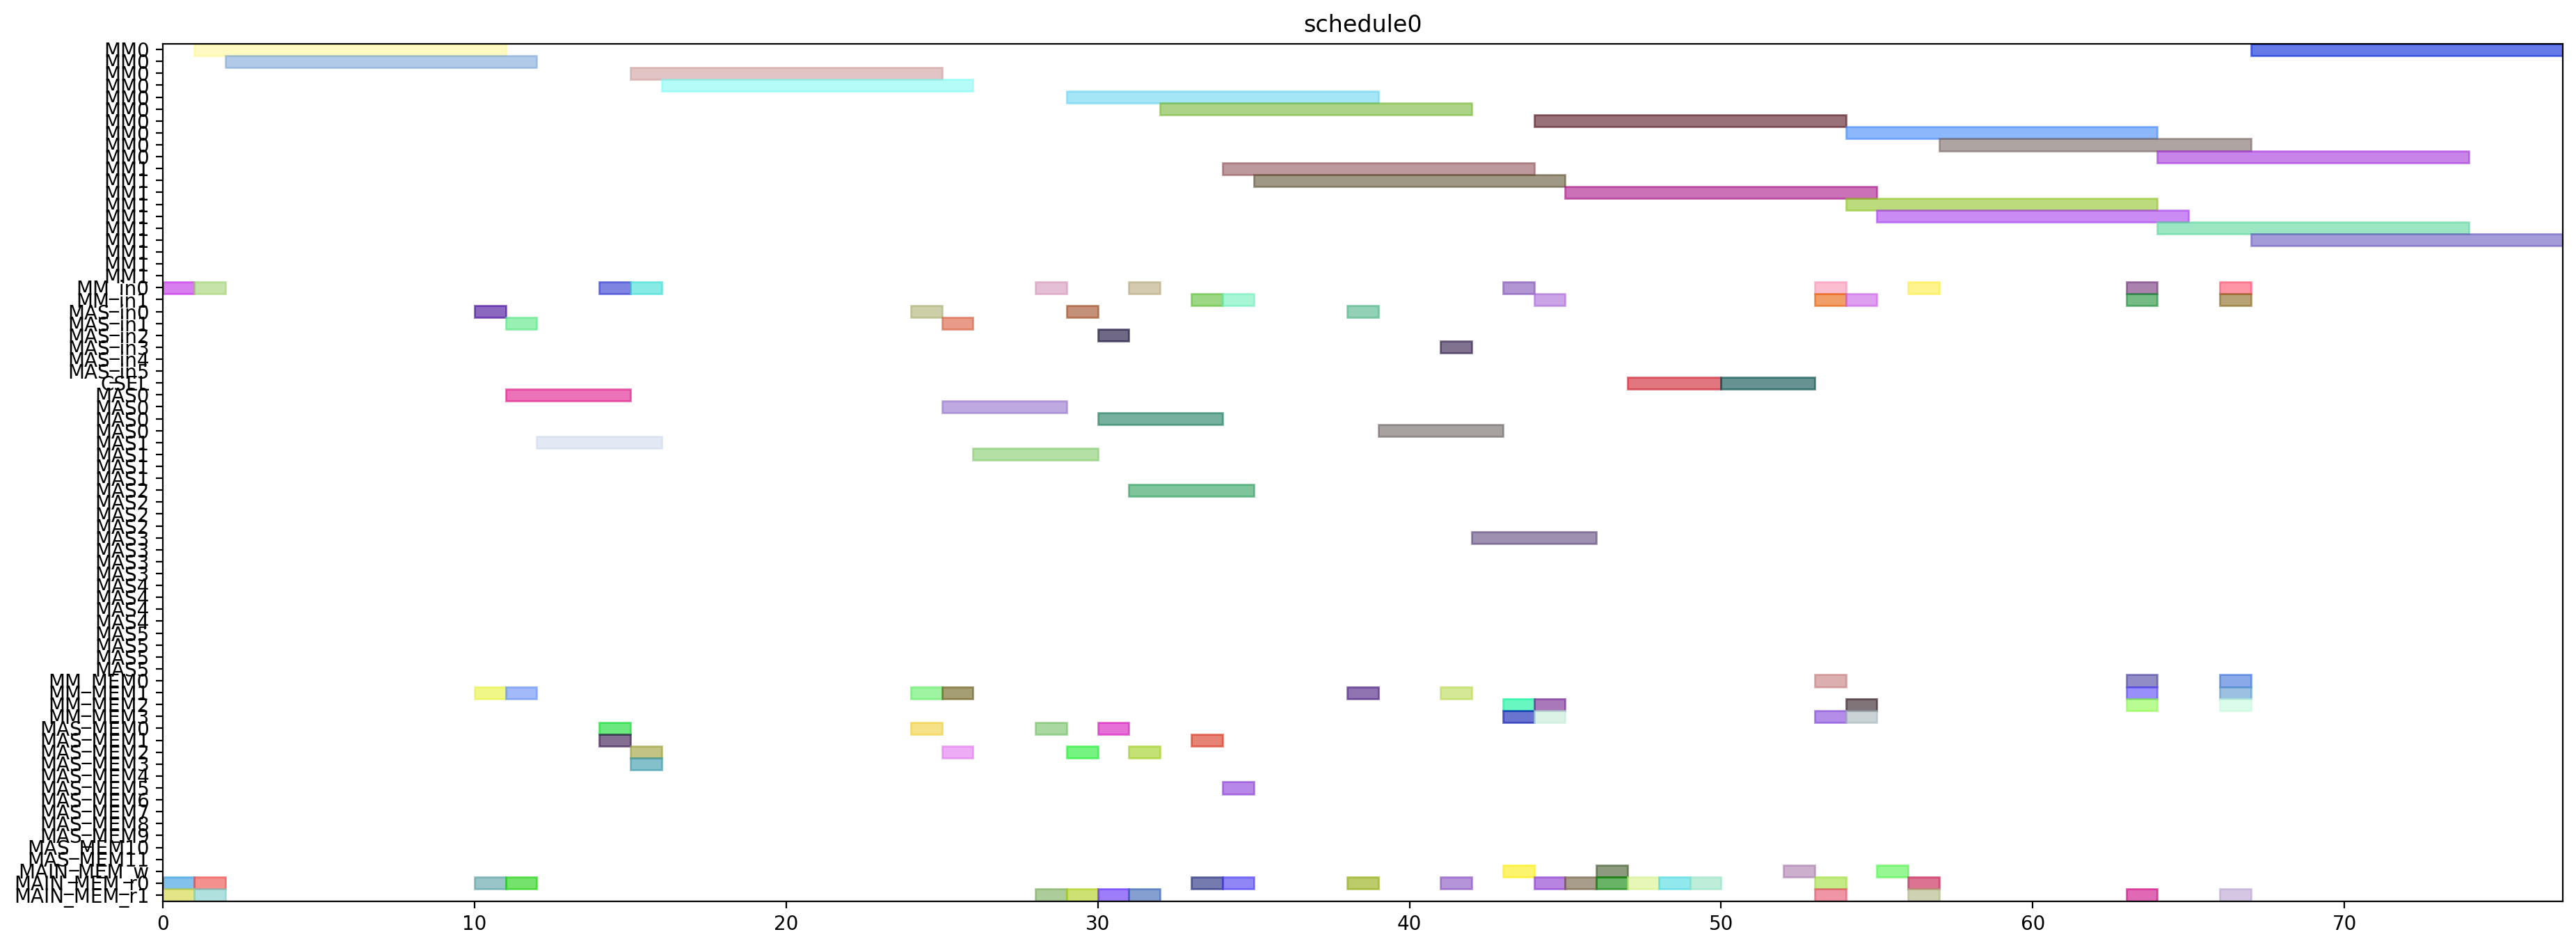 schedule0
MM0
MM0
MM0
MM0
MM0
MM0
MM0
MM0
MM0
MM0
MM1
MM1
MM1
MM1
MM1
MM1
MM1
MM1
MM1
MM1
MM_in0
MM_in1
MAS_in0
MAS_in1
MAS_in2
MAS_in3
MAS_in4
MAS_in5
CSEL
MAS0
MAS0
MAS0
MAS0
MAS1
MAS1
MAS1
MAS1
MAS2
MAS2
MAS2
MAS2
MAS3
MAS3
MAS3
MAS3
MAS4
MAS4
MAS4
MAS4
MAS5
MAS5
MAS5
MAS5
MM_MEM0
MM_MEM1
MM_MEM2
MM_MEM3
MAS_MEM0
MAS_MEM1
MAS_MEM2
MAS_MEM3
MAS_MEM4
MAS_MEM5
MAS_MEM6
MAS_MEM7
MAS_MEM8
MAS_MEM9
MAS_MEM10
MAS_MEM11
MAIN_MEM_w
MAIN_MEM_r0
MAIN_MEM_r1
0 10 20 30 40 50 60 70